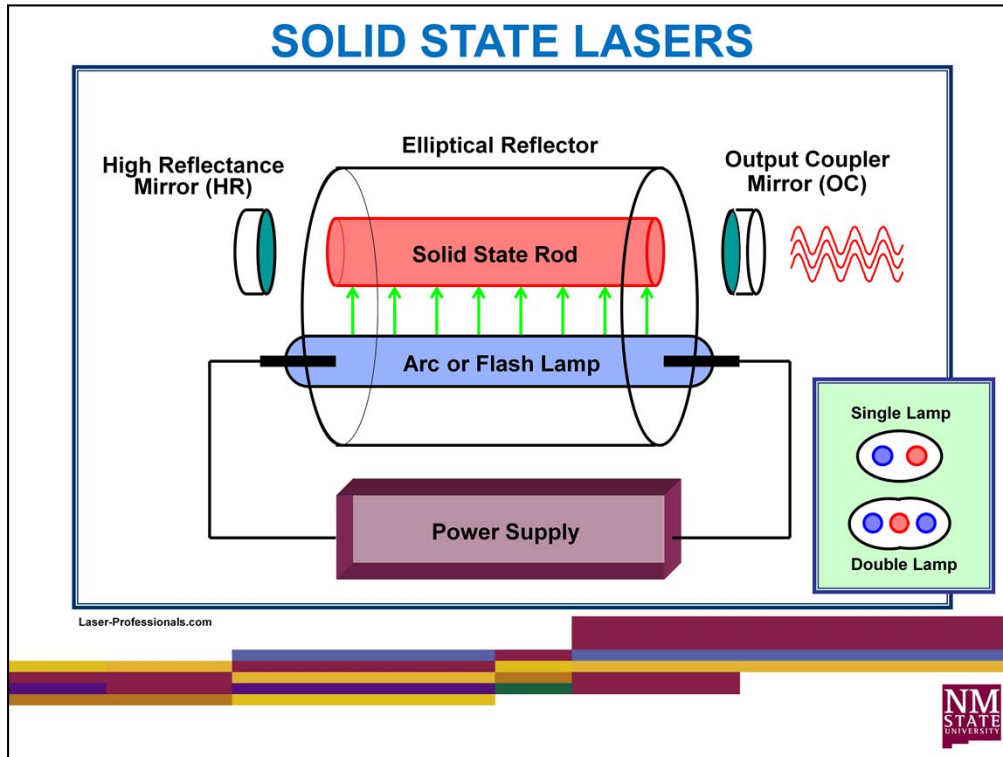 SOLID STATE LASERS
High Reflectance
Mirror (HR)
Elliptical Reflector
Output Coupler
Mirror (OC)
Solid State Rod
Arc or Flash Lamp
Power Supply
Single Lamp
Double Lamp
Laser-Professionals.com
NM
STATE
UNIVERSITY